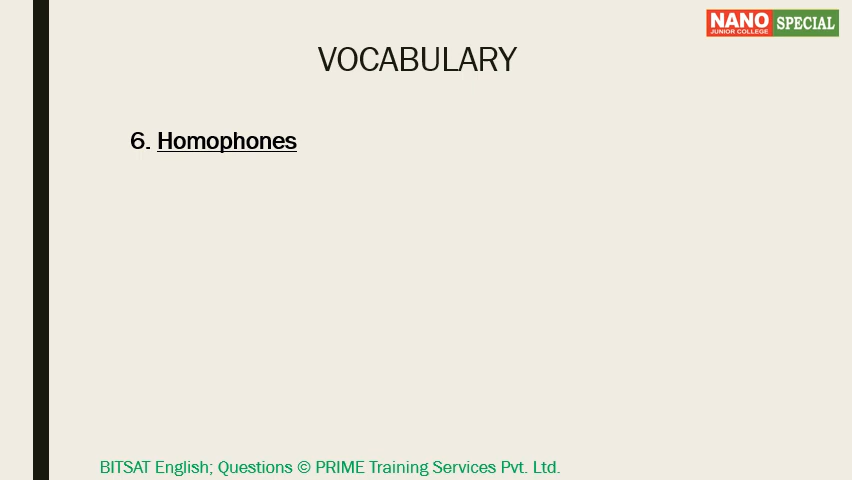 NANO SPECIAL
JUNIOR COLLEGE
VOCABULARY
6. Homophones
BITSAT English; Questions © PRIME Training Services Pvt. Ltd.